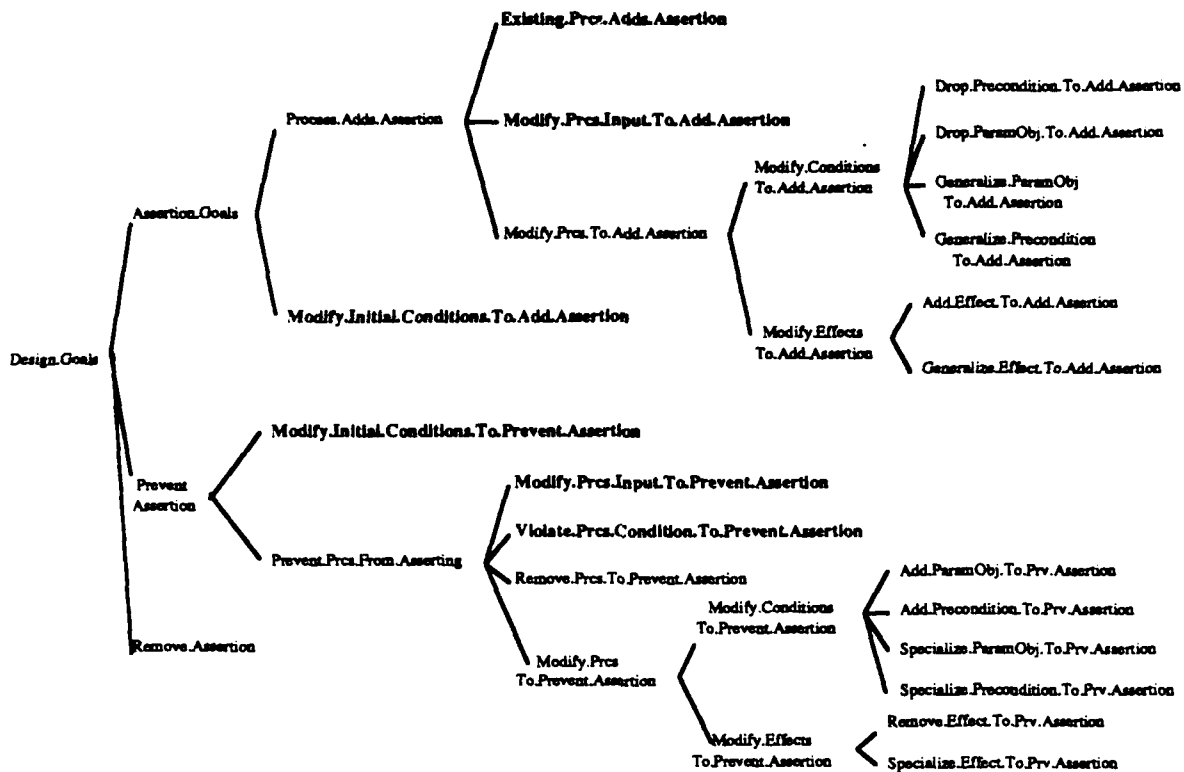 Existing.Prcs.Adds.Assertion
Drop.Precondition.To.Add.Assertion
Process.Adds.Assertion
Modify.Prcs.Input.To.Add.Assertion
Drop.ParamObj.To.Add.Assertion
Modify.Conditions
To.Add.Assertion
Generalize.ParamObj
To.Add.Assertion
Assertion.Goals
Modify.Prcs.To.Add.Assertion
Generalize.Precondition
To.Add.Assertion
Add.Effect.To.Add.Assertion
Modify.Initial.Conditions.To.Add.Assertion
Modify.Effects
To.Add.Assertion
Design.Goals
Generalize.Effect.To.Add.Assertion
Modify.Initial.Conditions.To.Prevent.Assertion
Prevent
Assertion
Modify.Prcs.Input.To.Prevent.Assertion
Violate.Prcs.Condition.To.Prevent.Assertion
Prevent.Prcs.From.Asserting
Remove.Prcs.To.Prevent.Assertion
Add.ParamObj.To.Prv.Assertion
Modify.Conditions
To.Prevent.Assertion
Add.Precondition.To.Prv.Assertion
Remove.Assertion
Specialize.ParamObj.To.Prv.Assertion
Modify.Prcs
To.Prevent.Assertion
Specialize.Precondition.To.Prv.Assertion
Remove.Effect.To.Prv.Assertion
Modify.Effects
To.Prevent.Assertion
Specialize.Effect.To.Prv.Assertion